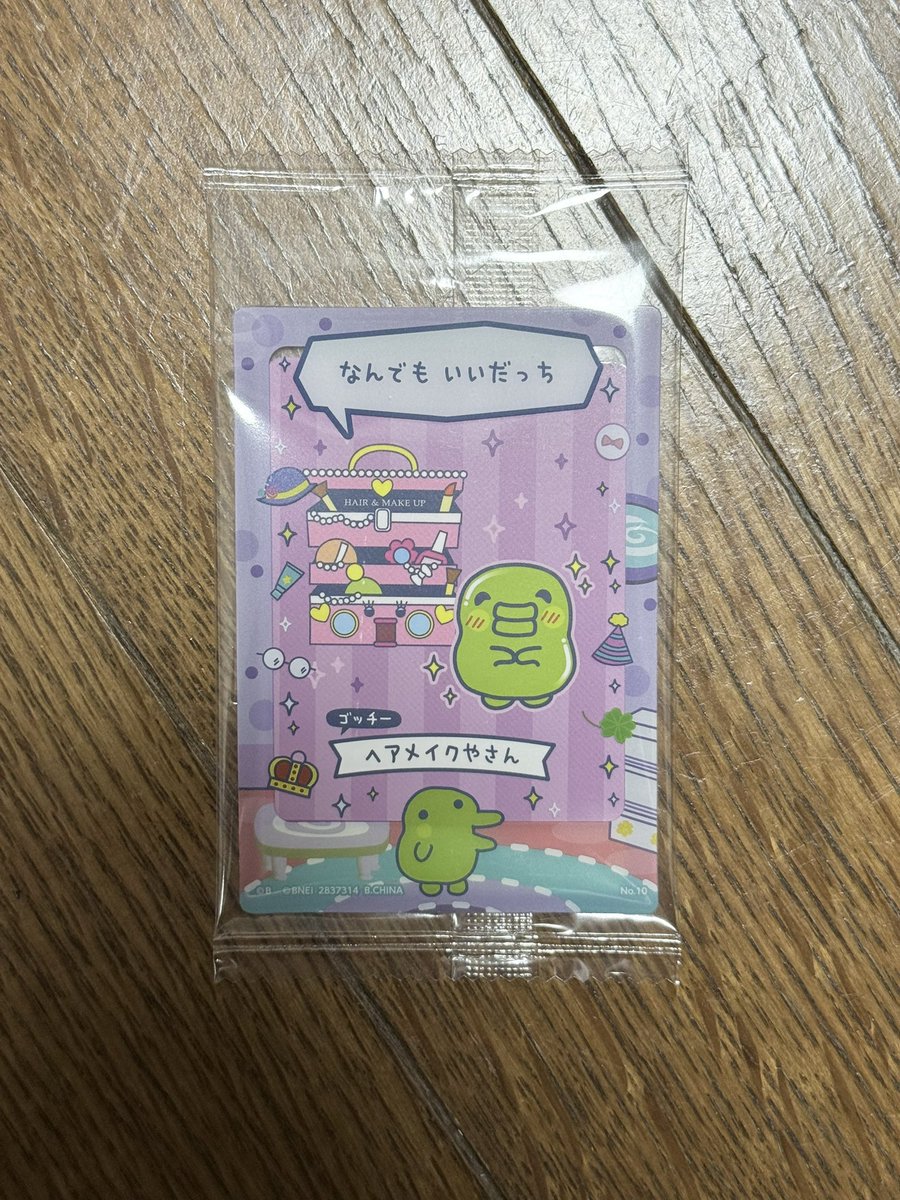 なんでも いいだっち
HAIR & MAKE UP
ゴッチー
ヘアメイクやさん
©B ©BNEI 2837314 B.CHINA
No.10